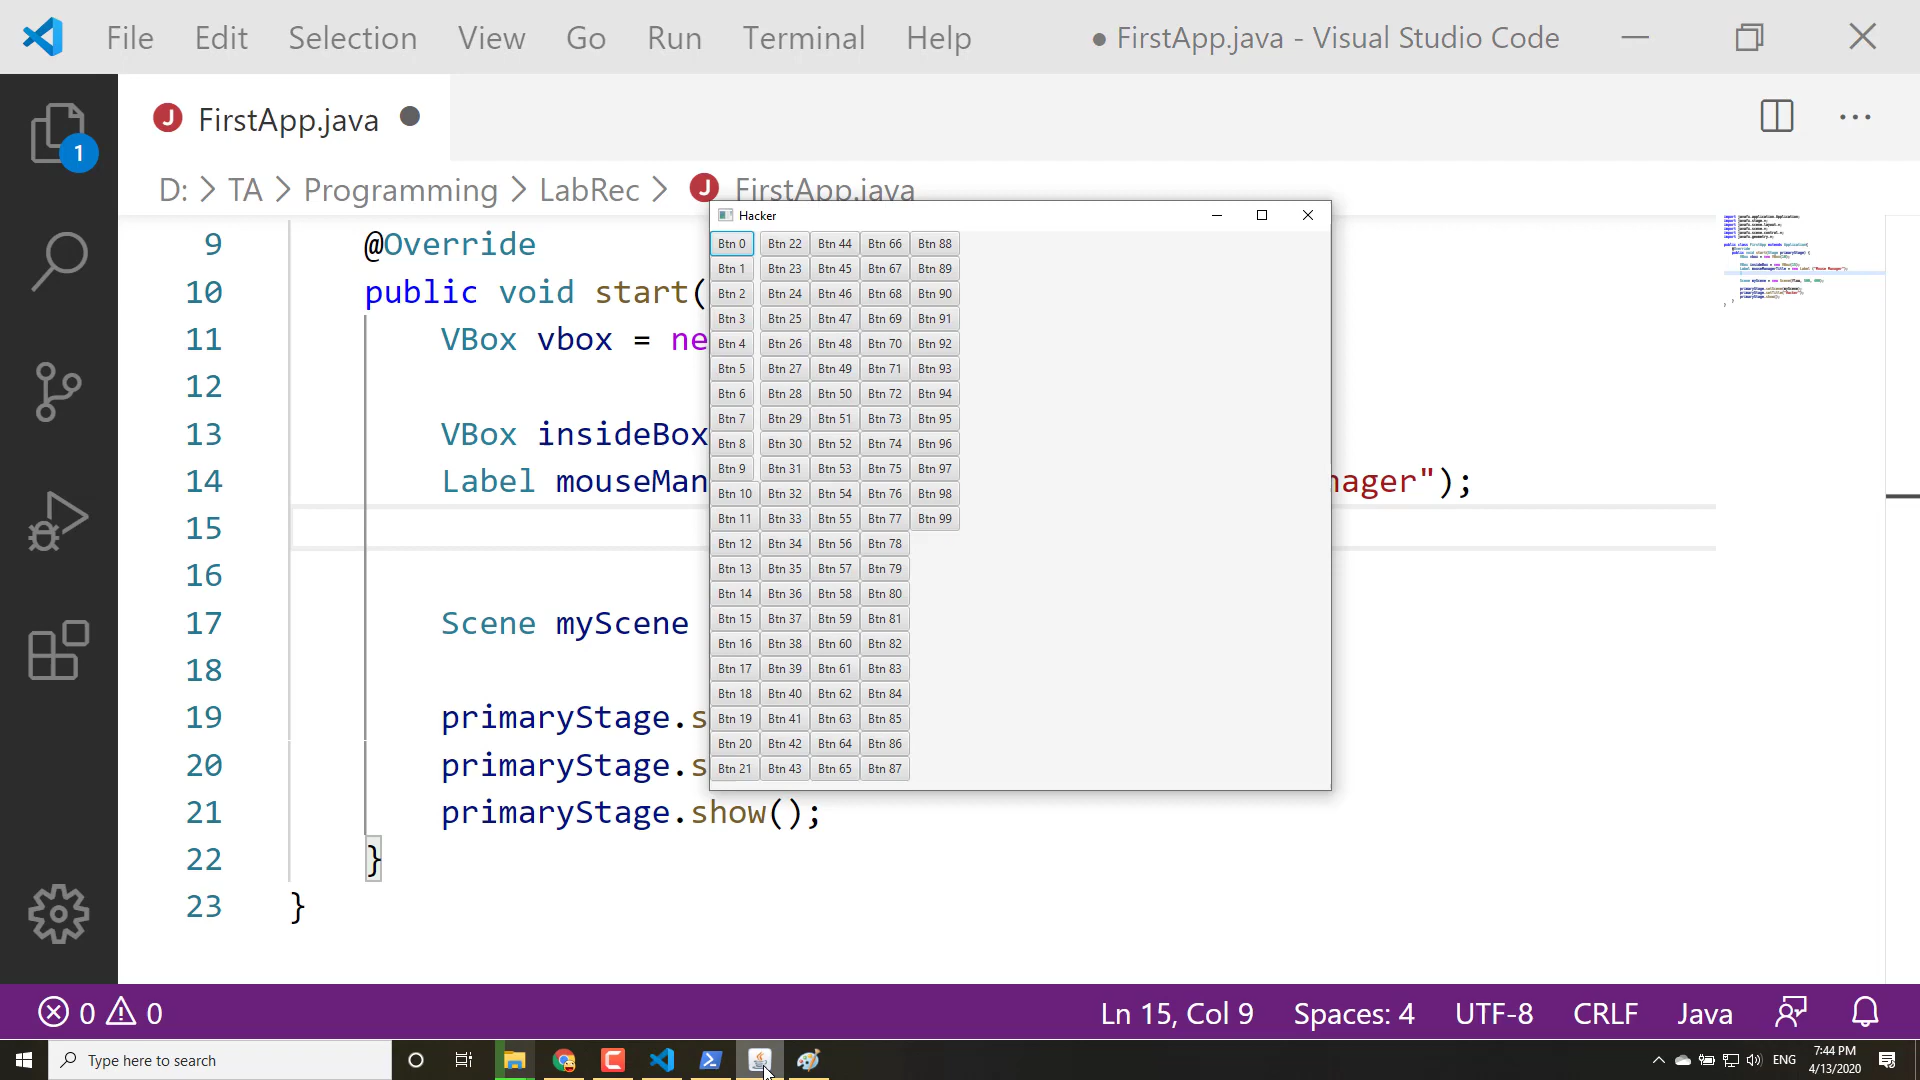 File Edit Selection View Go Run Terminal Help ● FirstApp.java - Visual Studio Code
1
J FirstApp.java ●
D: > TA > Programming > LabRec > J FirstApp.java
Hacker
9 @Override
10 public void start(
11 VBox vbox = ne
12
13 VBox insideBox
14 Label mouseMan nager");
15
16
17 Scene myScene
18
19 primaryStage.s
20 primaryStage.s
21 primaryStage.show();
22 }
23 }
Btn 0 Btn 22 Btn 44 Btn 66 Btn 88
Btn 1 Btn 23 Btn 45 Btn 67 Btn 89
Btn 2 Btn 24 Btn 46 Btn 68 Btn 90
Btn 3 Btn 25 Btn 47 Btn 69 Btn 91
Btn 4 Btn 26 Btn 48 Btn 70 Btn 92
Btn 5 Btn 27 Btn 49 Btn 71 Btn 93
Btn 6 Btn 28 Btn 50 Btn 72 Btn 94
Btn 7 Btn 29 Btn 51 Btn 73 Btn 95
Btn 8 Btn 30 Btn 52 Btn 74 Btn 96
Btn 9 Btn 31 Btn 53 Btn 75 Btn 97
Btn 10 Btn 32 Btn 54 Btn 76 Btn 98
Btn 11 Btn 33 Btn 55 Btn 77 Btn 99
Btn 12 Btn 34 Btn 56 Btn 78
Btn 13 Btn 35 Btn 57 Btn 79
Btn 14 Btn 36 Btn 58 Btn 80
Btn 15 Btn 37 Btn 59 Btn 81
Btn 16 Btn 38 Btn 60 Btn 82
Btn 17 Btn 39 Btn 61 Btn 83
Btn 18 Btn 40 Btn 62 Btn 84
Btn 19 Btn 41 Btn 63 Btn 85
Btn 20 Btn 42 Btn 64 Btn 86
Btn 21 Btn 43 Btn 65 Btn 87
0 0 Ln 15, Col 9 Spaces: 4 UTF-8 CRLF Java
Type here to search ENG 7:44 PM
4/13/2020